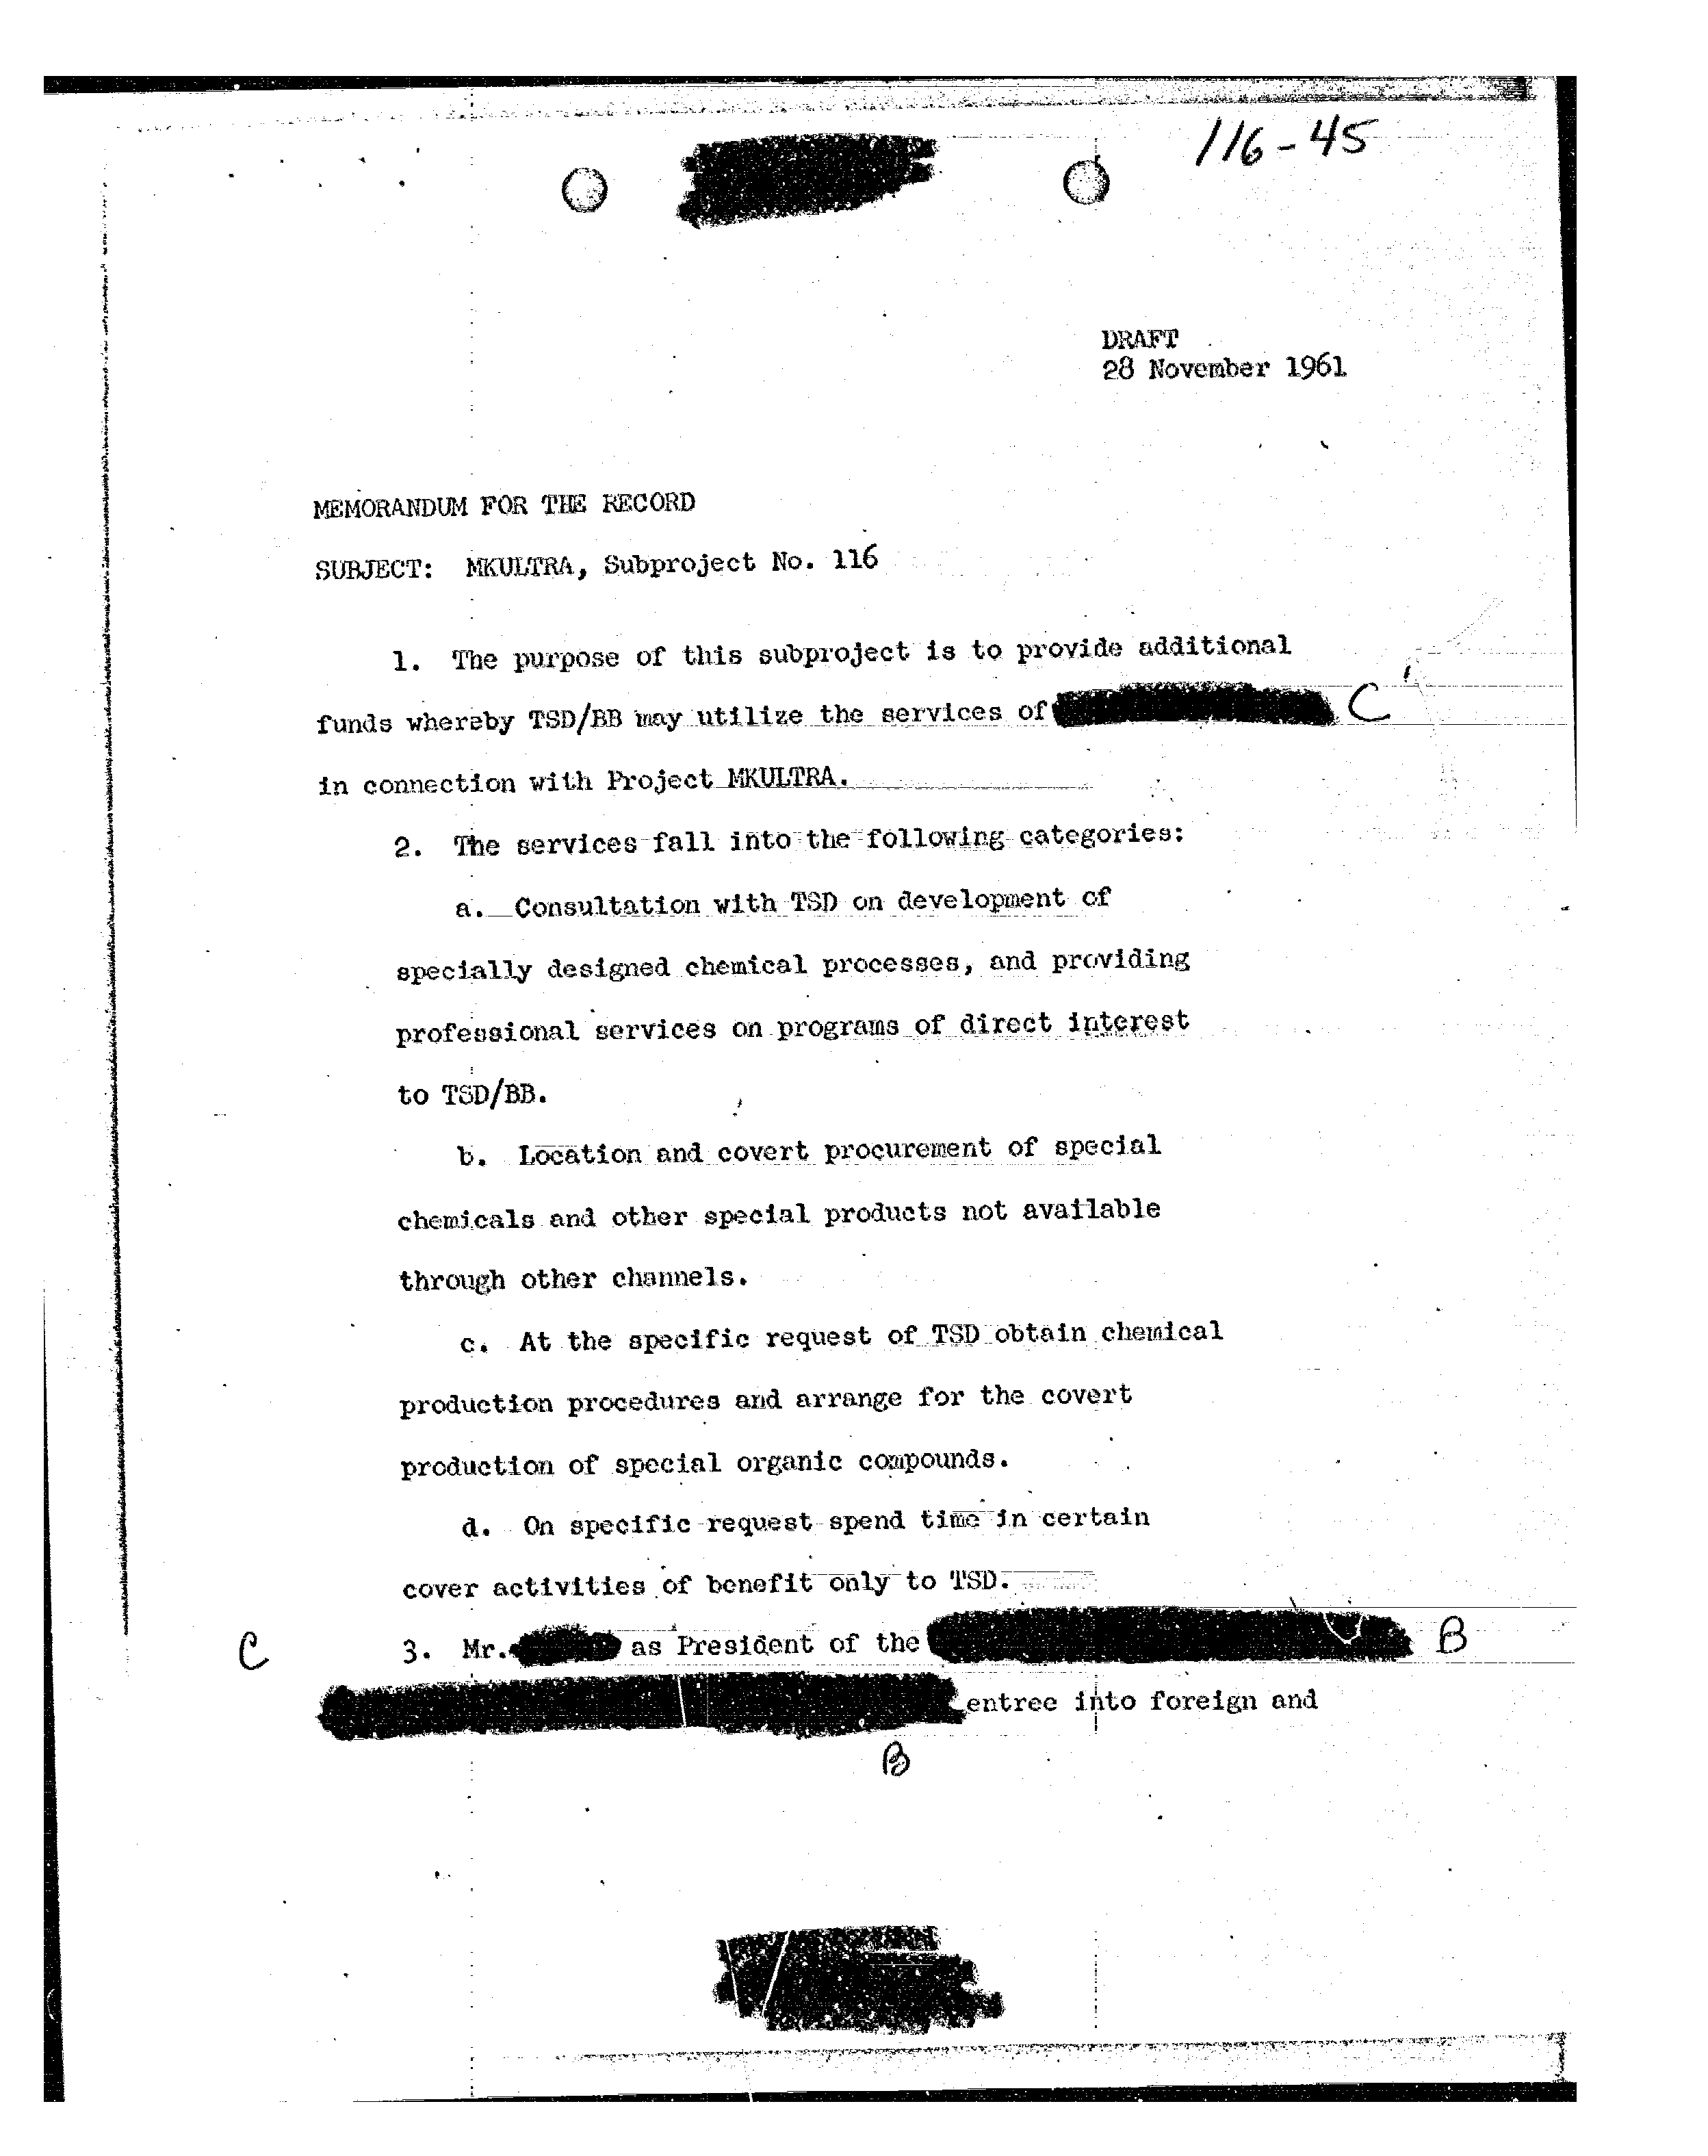 116-45
DRAFT
28 November 1961
MEMORANDUM FOR THE RECORD
SUBJECT: MKULTRA, Subproject No. 116
1. The purpose of this subproject is to provide additional
funds whereby TSD/BB may utilize the services of C
in connection with Project MKULTRA.
2. The services fall into the following categories:
a. Consultation with TSD on development of
specially designed chemical processes, and providing
professional services on programs of direct interest
to TSD/BB.
b. Location and covert procurement of special
chemicals and other special products not available
through other channels.
c. At the specific request of TSD obtain chemical
production procedures and arrange for the covert
production of special organic compounds.
d. On specific request spend time in certain
cover activities of benefit only to TSD.
C 3. Mr. as President of the B
entree into foreign and
B